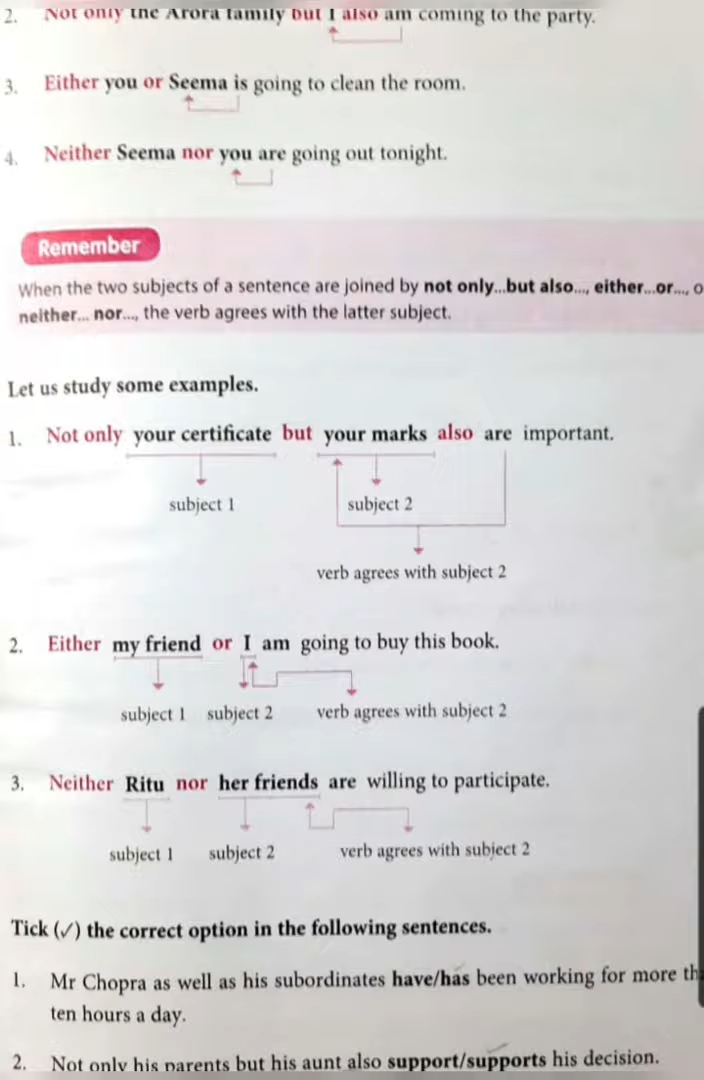 2. Not only the Arora family but I also am coming to the party.
3. Either you or Seema is going to clean the room.
4. Neither Seema nor you are going out tonight.
Remember
When the two subjects of a sentence are joined by not only...but also..., either...or...,
neither... nor..., the verb agrees with the latter subject.
Let us study some examples.
1. Not only your certificate but your marks also are important.
subject 1 subject 2
verb agrees with subject 2
2. Either my friend or I am going to buy this book.
subject 1 subject 2 verb agrees with subject 2
3. Neither Ritu nor her friends are willing to participate.
subject 1 subject 2 verb agrees with subject 2
Tick (✓) the correct option in the following sentences.
1. Mr Chopra as well as his subordinates have/has been working for more
ten hours a day.
2. Not only his parents but his aunt also support/supports his decision.